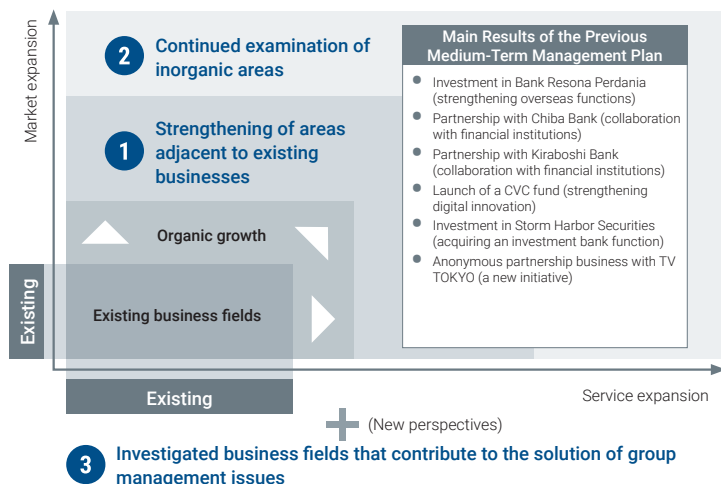 Market expansion
2
Continued examination of
inorganic areas
1
Strengthening of areas
adjacent to existing
businesses
Organic growth
Existing business fields
Existing
Existing
Main Results of the Previous
Medium-Term Management Plan
● Investment in Bank Resona Perdania
(strengthening overseas functions)
● Partnership with Chiba Bank (collaboration
with financial institutions)
● Partnership with Kiraboshi Bank
(collaboration with financial institutions)
● Launch of a CVC fund (strengthening
digital innovation)
● Investment in Storm Harbor Securities
(acquiring an investment bank function)
● Anonymous partnership business with TV
TOKYO (a new initiative)
Service expansion
(New perspectives)
3
Investigated business fields that contribute to the solution of group
management issues